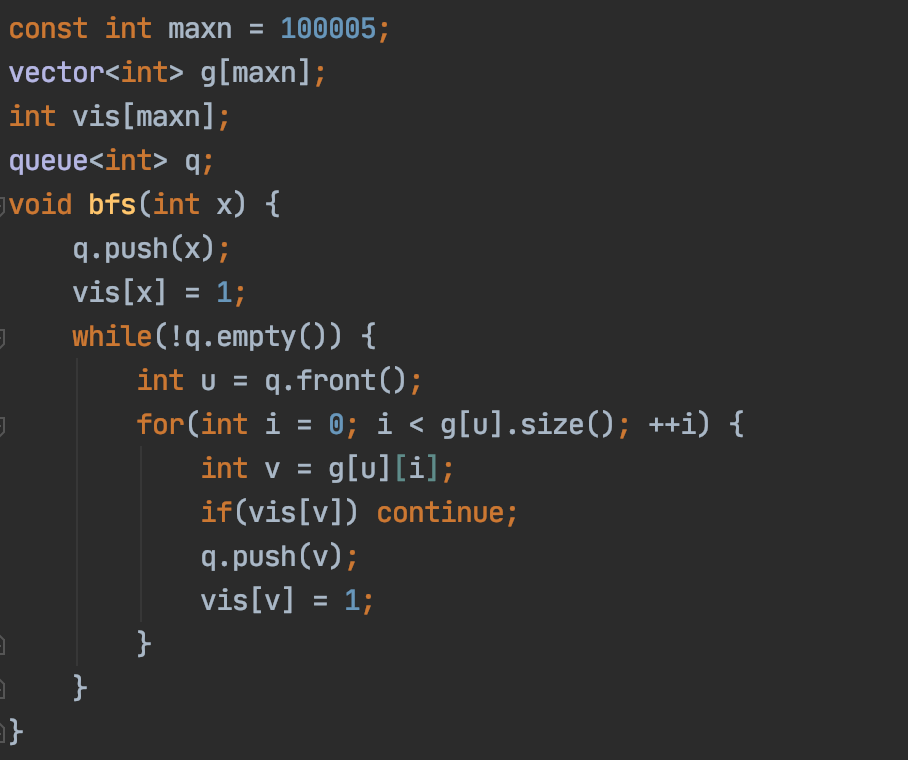 const int maxn = 100005;
vector<int> g[maxn];
int vis[maxn];
queue<int> q;
void bfs(int x) {
    q.push(x);
    vis[x] = 1;
    while(!q.empty()) {
        int u = q.front();
        for(int i = 0; i < g[u].size(); ++i) {
            int v = g[u][i];
            if(vis[v]) continue;
            q.push(v);
            vis[v] = 1;
        }
    }
}